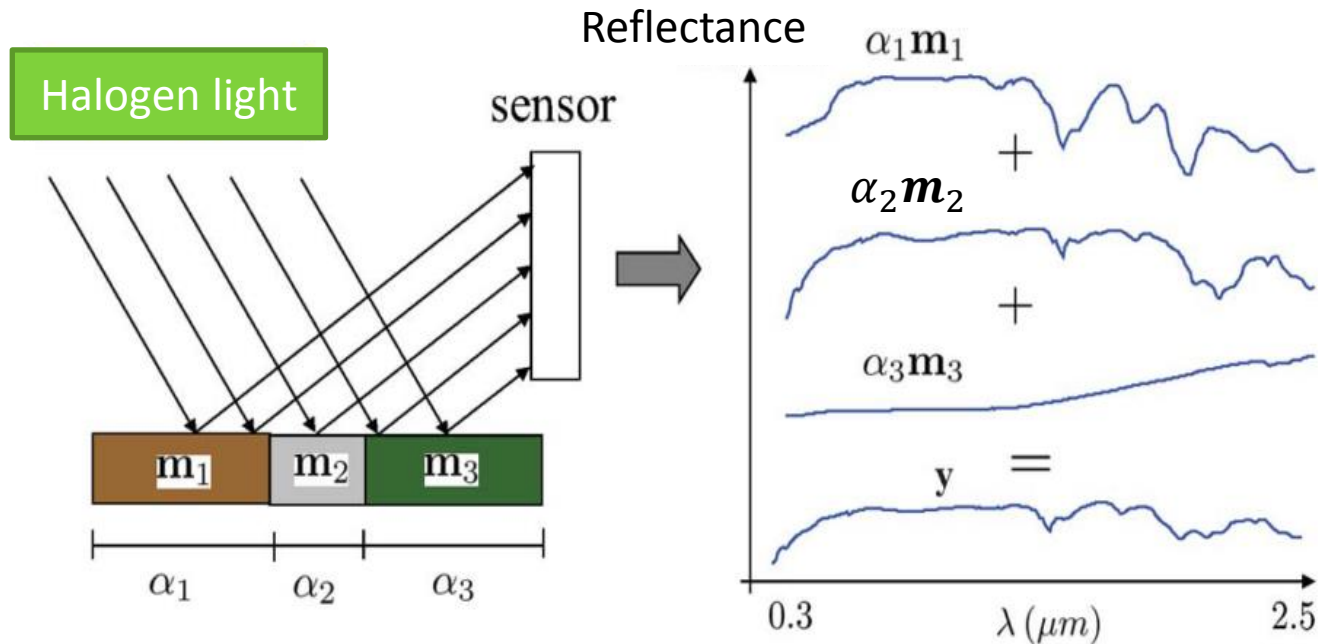 Reflectance
Halogen light
sensor
α₁m₁
+
α₂m₂
+
α₃m₃
y =
m₁ m₂ m₃
α₁ α₂ α₃
0.3 λ (μm) 2.5